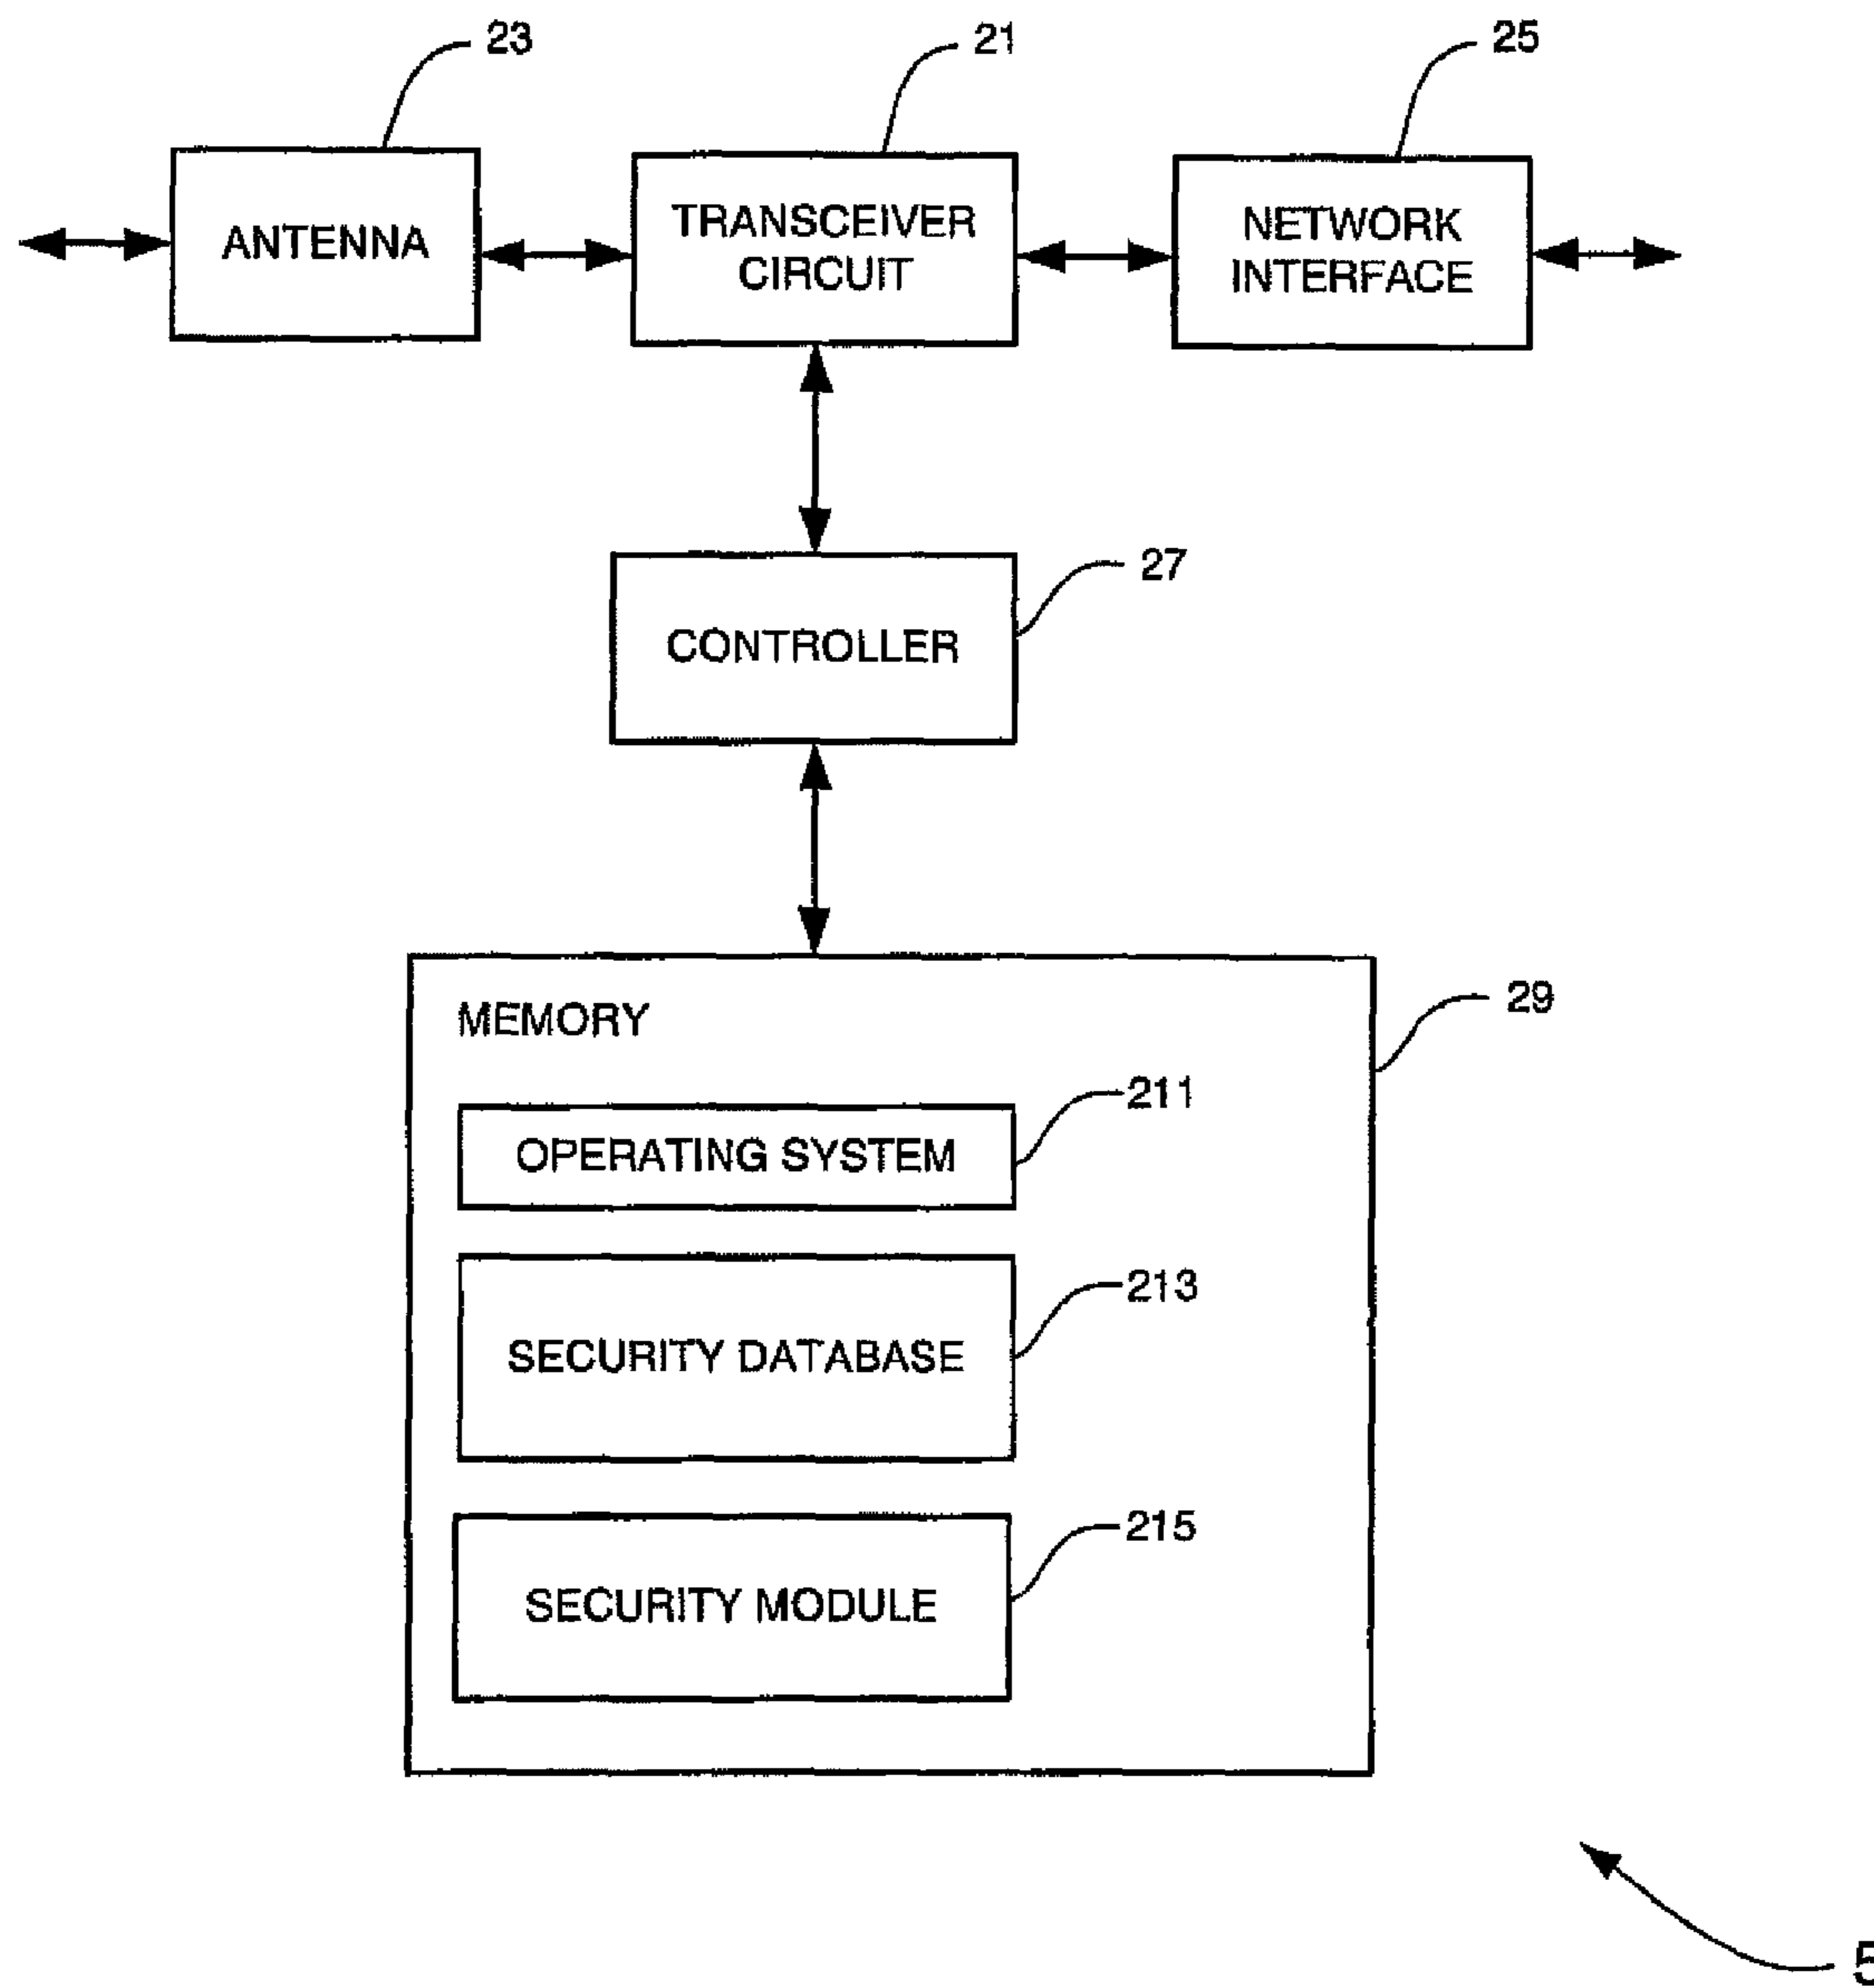 23
21
25
ANTENNA
TRANSCEIVER
CIRCUIT
NETWORK
INTERFACE
27
CONTROLLER
29
MEMORY
211
OPERATING SYSTEM
213
SECURITY DATABASE
215
SECURITY MODULE
5